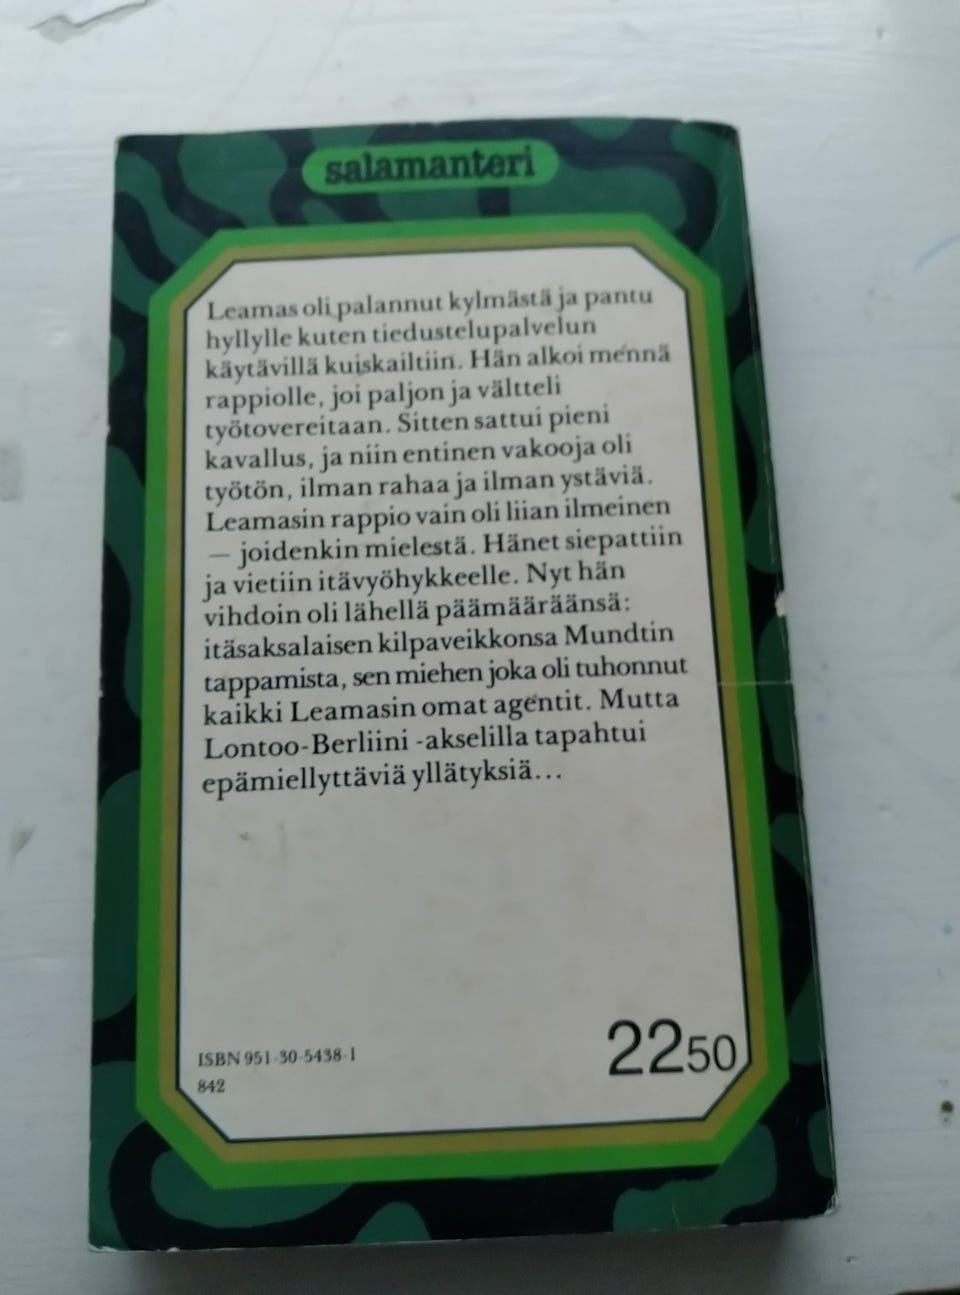 salamanteri
Leamas oli palannut kylmästä ja pantu
hyllylle kuten tiedustelupalvelun
käytävillä kuiskailtiin. Hän alkoi mennä
rappiolle, joi paljon ja vältteli
työtovereitaan. Sitten sattui pieni
kavallus, ja niin entinen vakooja oli
työtön, ilman rahaa ja ilman ystäviä.
Leamasin rappio vain oli liian ilmeinen
— joidenkin mielestä. Hänet siepattiin
ja vietiin itävyöhykkeelle. Nyt hän
vihdoin oli lähellä päämääräänsä:
itäsaksalaisen kilpaveikkonsa Mundtin
tappamista, sen miehen joka oli tuhonnut
kaikki Leamasin omat agentit. Mutta
Lontoo-Berliini -akselilla tapahtui
epämiellyttäviä yllätyksiä...
ISBN 951-30-5438-1
842
2250